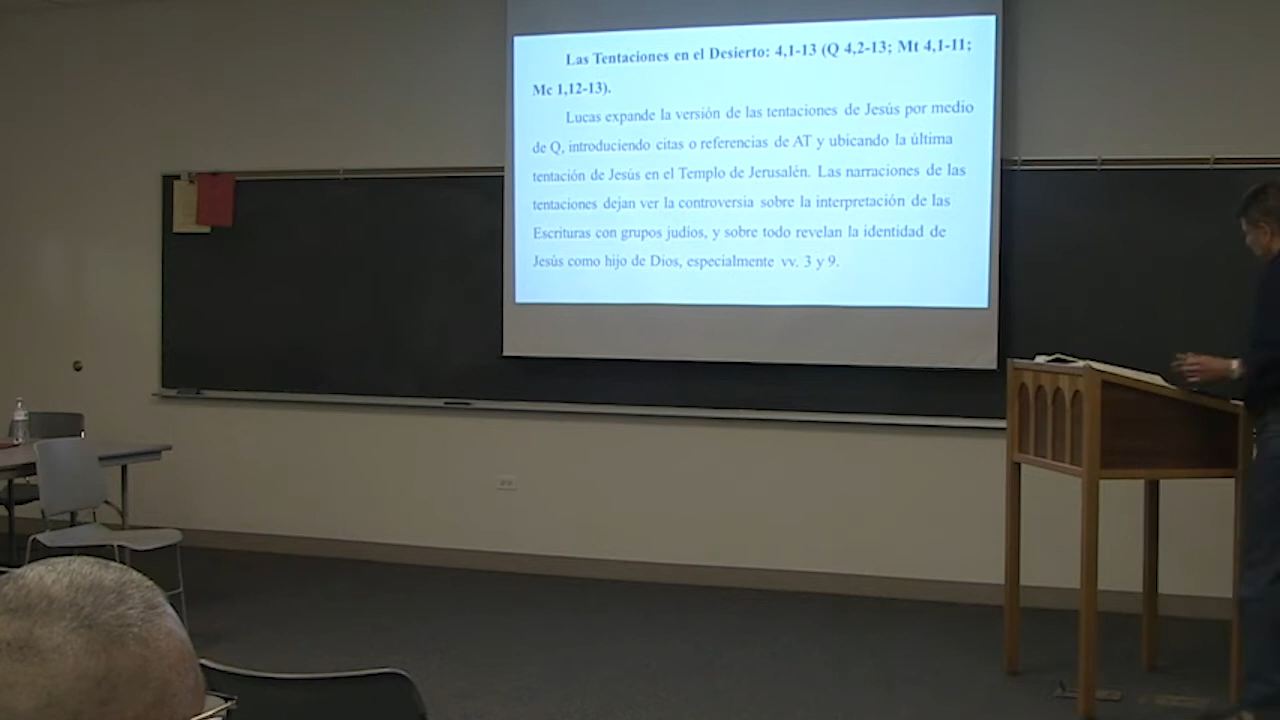 Las Tentaciones en el Desierto: 4,1-13 (Q 4,2-13; Mt 4,1-11;
Mc 1,12-13).
Lucas expande la versión de las tentaciones de Jesús por medio
de Q, introduciendo citas o referencias de AT y ubicando la última
tentación de Jesús en el Templo de Jerusalén. Las narraciones de las
tentaciones dejan ver la controversia sobre la interpretación de las
Escrituras con grupos judíos, y sobre todo revelan la identidad de
Jesús como hijo de Dios, especialmente vv. 3 y 9.